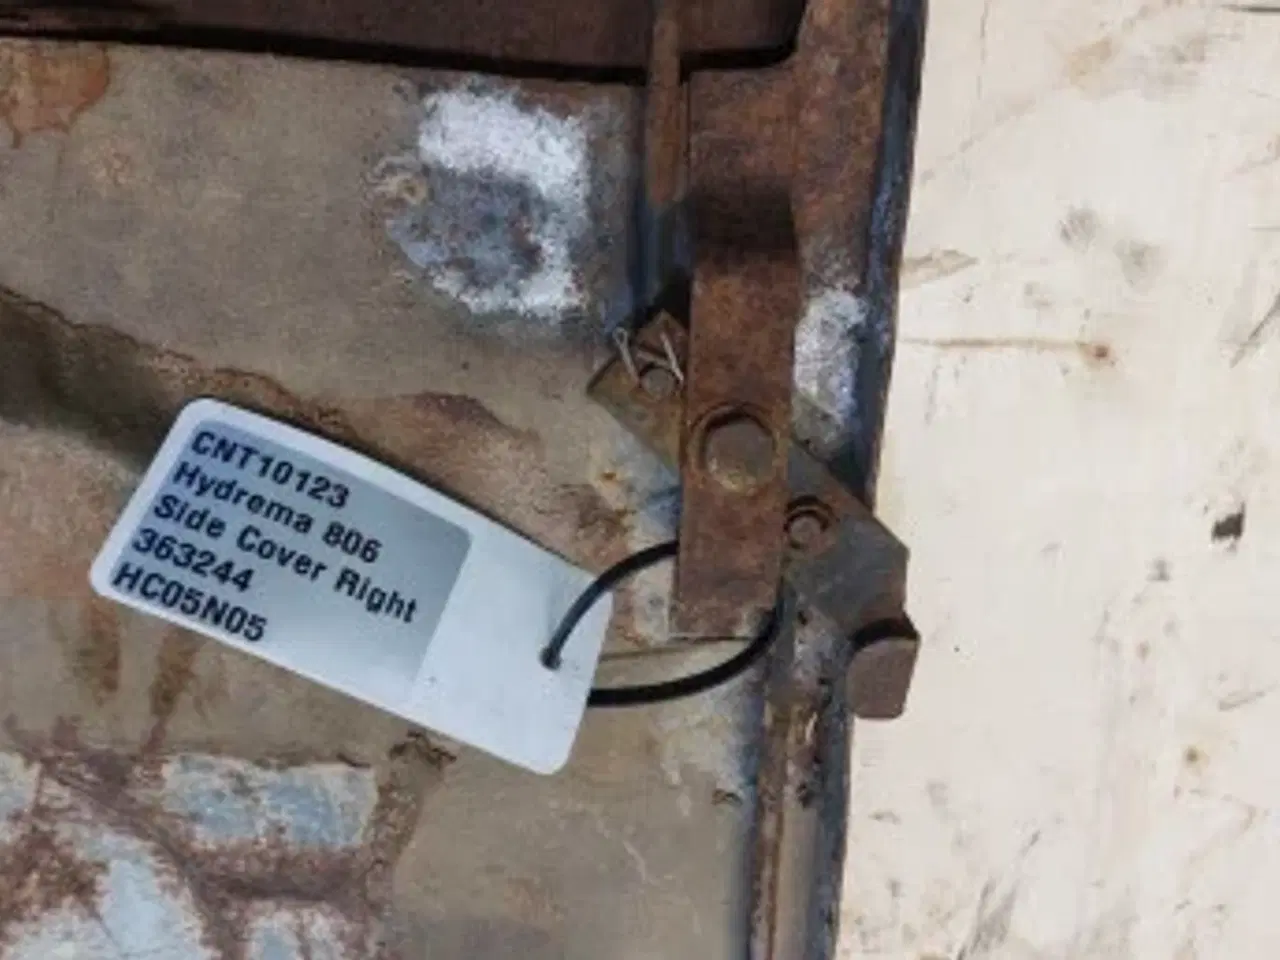 CNT10123
Hydrema 806
Side Cover Right
363244
HC05N05